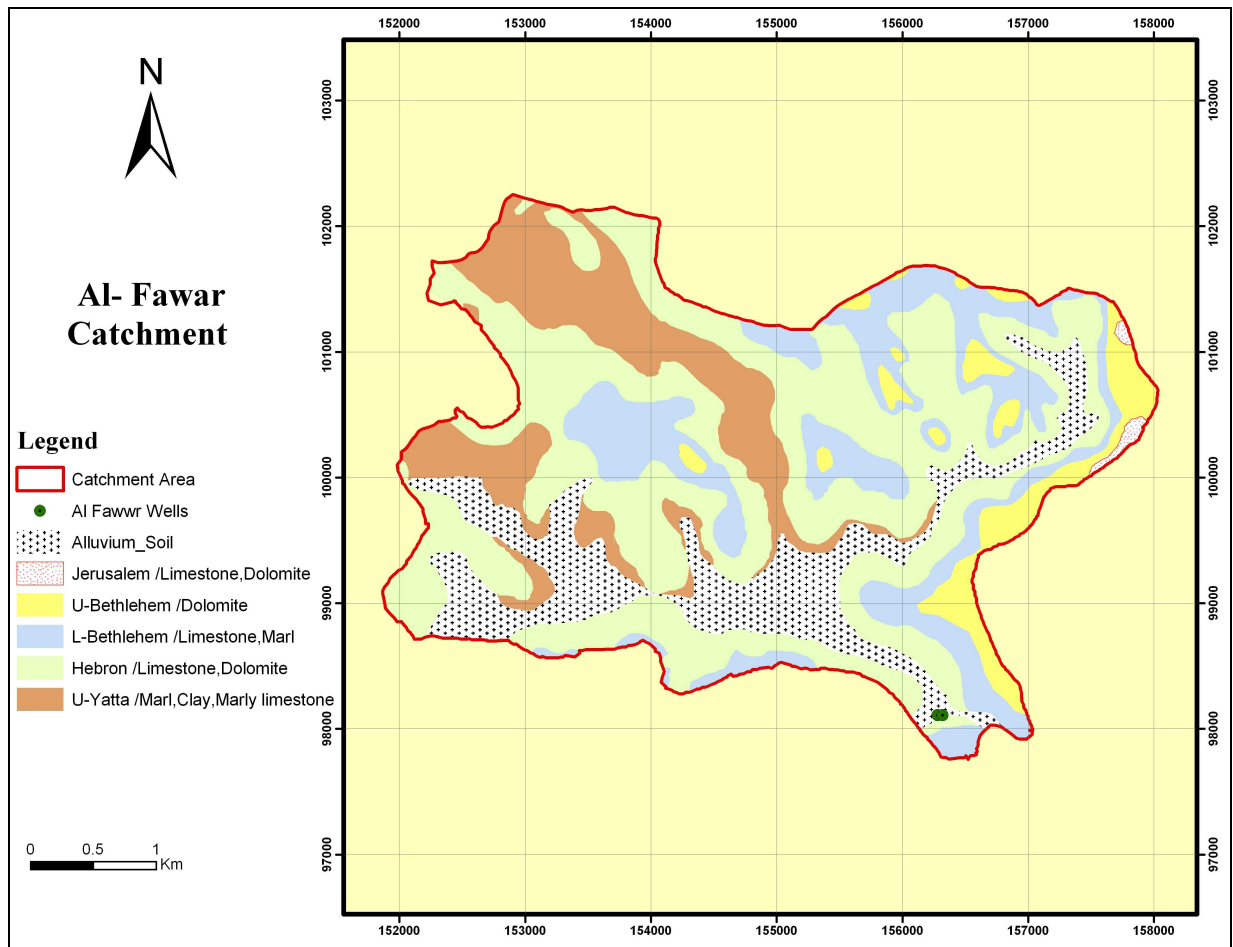 152000 153000 154000 155000 156000 157000 158000
N
Al- Fawar
Catchment
Legend
Catchment Area
Al Fawwr Wells
Alluvium_Soil
Jerusalem /Limestone,Dolomite
U-Bethlehem /Dolomite
L-Bethlehem /Limestone,Marl
Hebron /Limestone,Dolomite
U-Yatta /Marl,Clay,Marly limestone
0 0.5 1
Km
103000
102000
101000
100000
99000
98000
97000
103000
102000
101000
100000
99000
98000
97000
152000 153000 154000 155000 156000 157000 158000